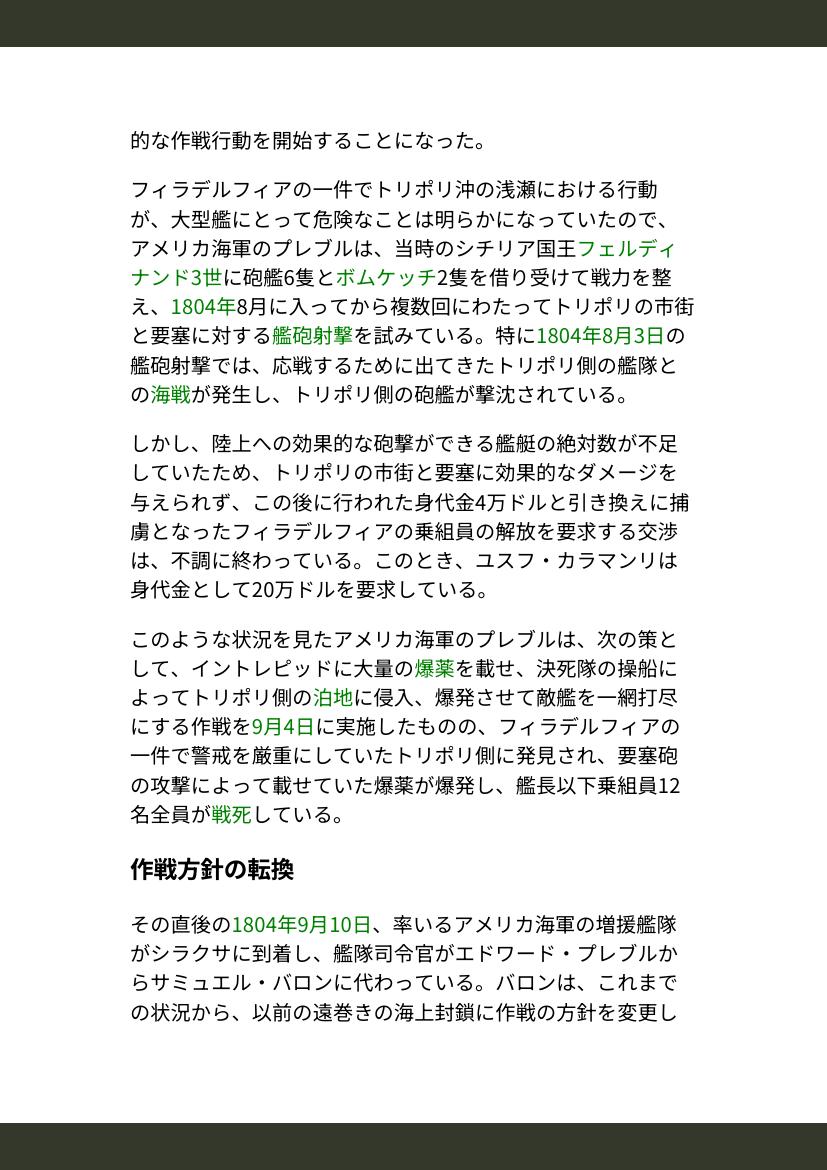 的な作戦行動を開始することになった。
フィラデルフィアの一件でトリポリ沖の浅瀬における行動
が、大型艦にとって危険なことは明らかになっていたので、
アメリカ海軍のプレブルは、当時のシチリア国王フェルディ
ナンド3世に砲艦6隻とボムケッチ2隻を借り受けて戦力を整
え、1804年8月に入ってから複数回にわたってトリポリの市街
と要塞に対する艦砲射撃を試みている。特に1804年8月3日の
艦砲射撃では、応戦するために出てきたトリポリ側の艦隊と
の海戦が発生し、トリポリ側の砲艦が撃沈されている。
しかし、陸上への効果的な砲撃ができる艦艇の絶対数が不足
していたため、トリポリの市街と要塞に効果的なダメージを
与えられず、この後に行われた身代金4万ドルと引き換えに捕
虜となったフィラデルフィアの乗組員の解放を要求する交渉
は、不調に終わっている。このとき、ユスフ・カラマンリは
身代金として20万ドルを要求している。
このような状況を見たアメリカ海軍のプレブルは、次の策と
して、イントレピッドに大量の爆薬を載せ、決死隊の操船に
よってトリポリ側の泊地に侵入、爆発させて敵艦を一網打尽
にする作戦を9月4日に実施したものの、フィラデルフィアの
一件で警戒を厳重にしていたトリポリ側に発見され、要塞砲
の攻撃によって載せていた爆薬が爆発し、艦長以下乗組員12
名全員が戦死している。
作戦方針の転換
その直後の1804年9月10日、率いるアメリカ海軍の増援艦隊
がシラクサに到着し、艦隊司令官がエドワード・プレブルか
らサミュエル・バロンに代わっている。バロンは、これまで
の状況から、以前の遠巻きの海上封鎖に作戦の方針を変更し